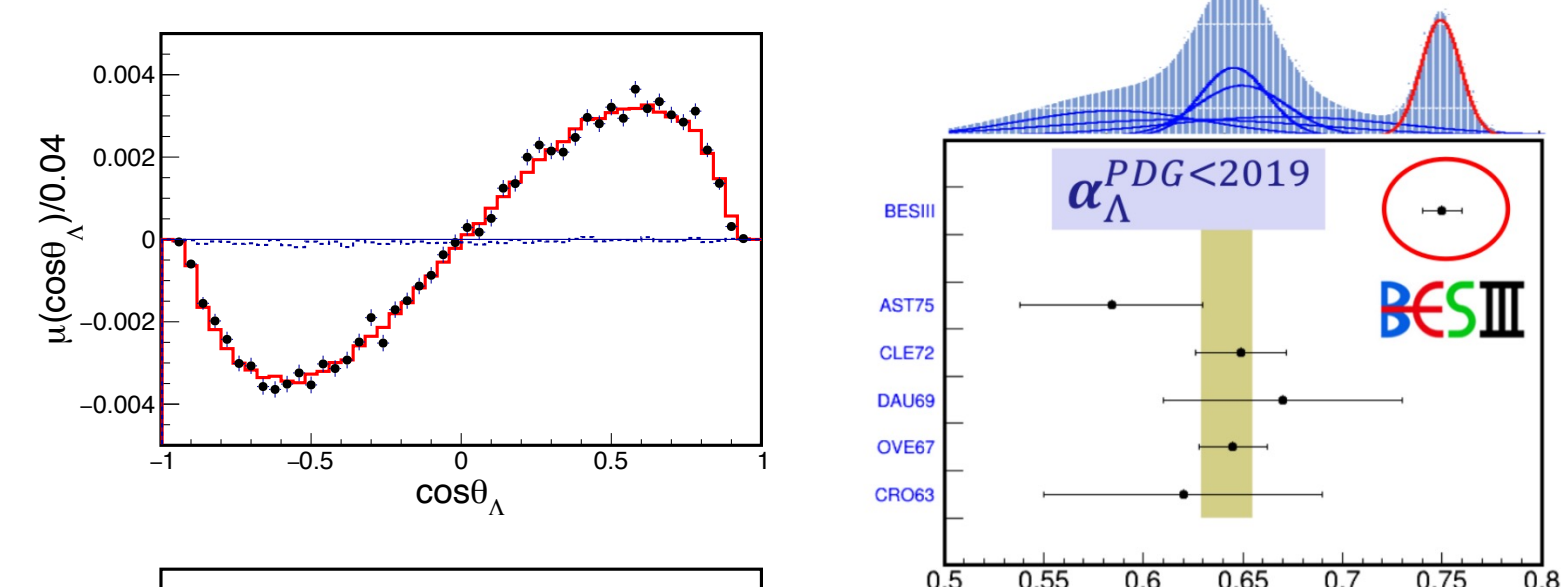 0.004
0.002
0
−0.002
−0.004
μ(cosθ_Λ)/0.04
−1 −0.5 0 0.5 1
cosθ_Λ
α_Λ^{PDG<2019}
BESIII
BESIII
AST75
CLE72
DAU69
OVE67
CRO63
0.5 0.55 0.6 0.65 0.7 0.75 0.8